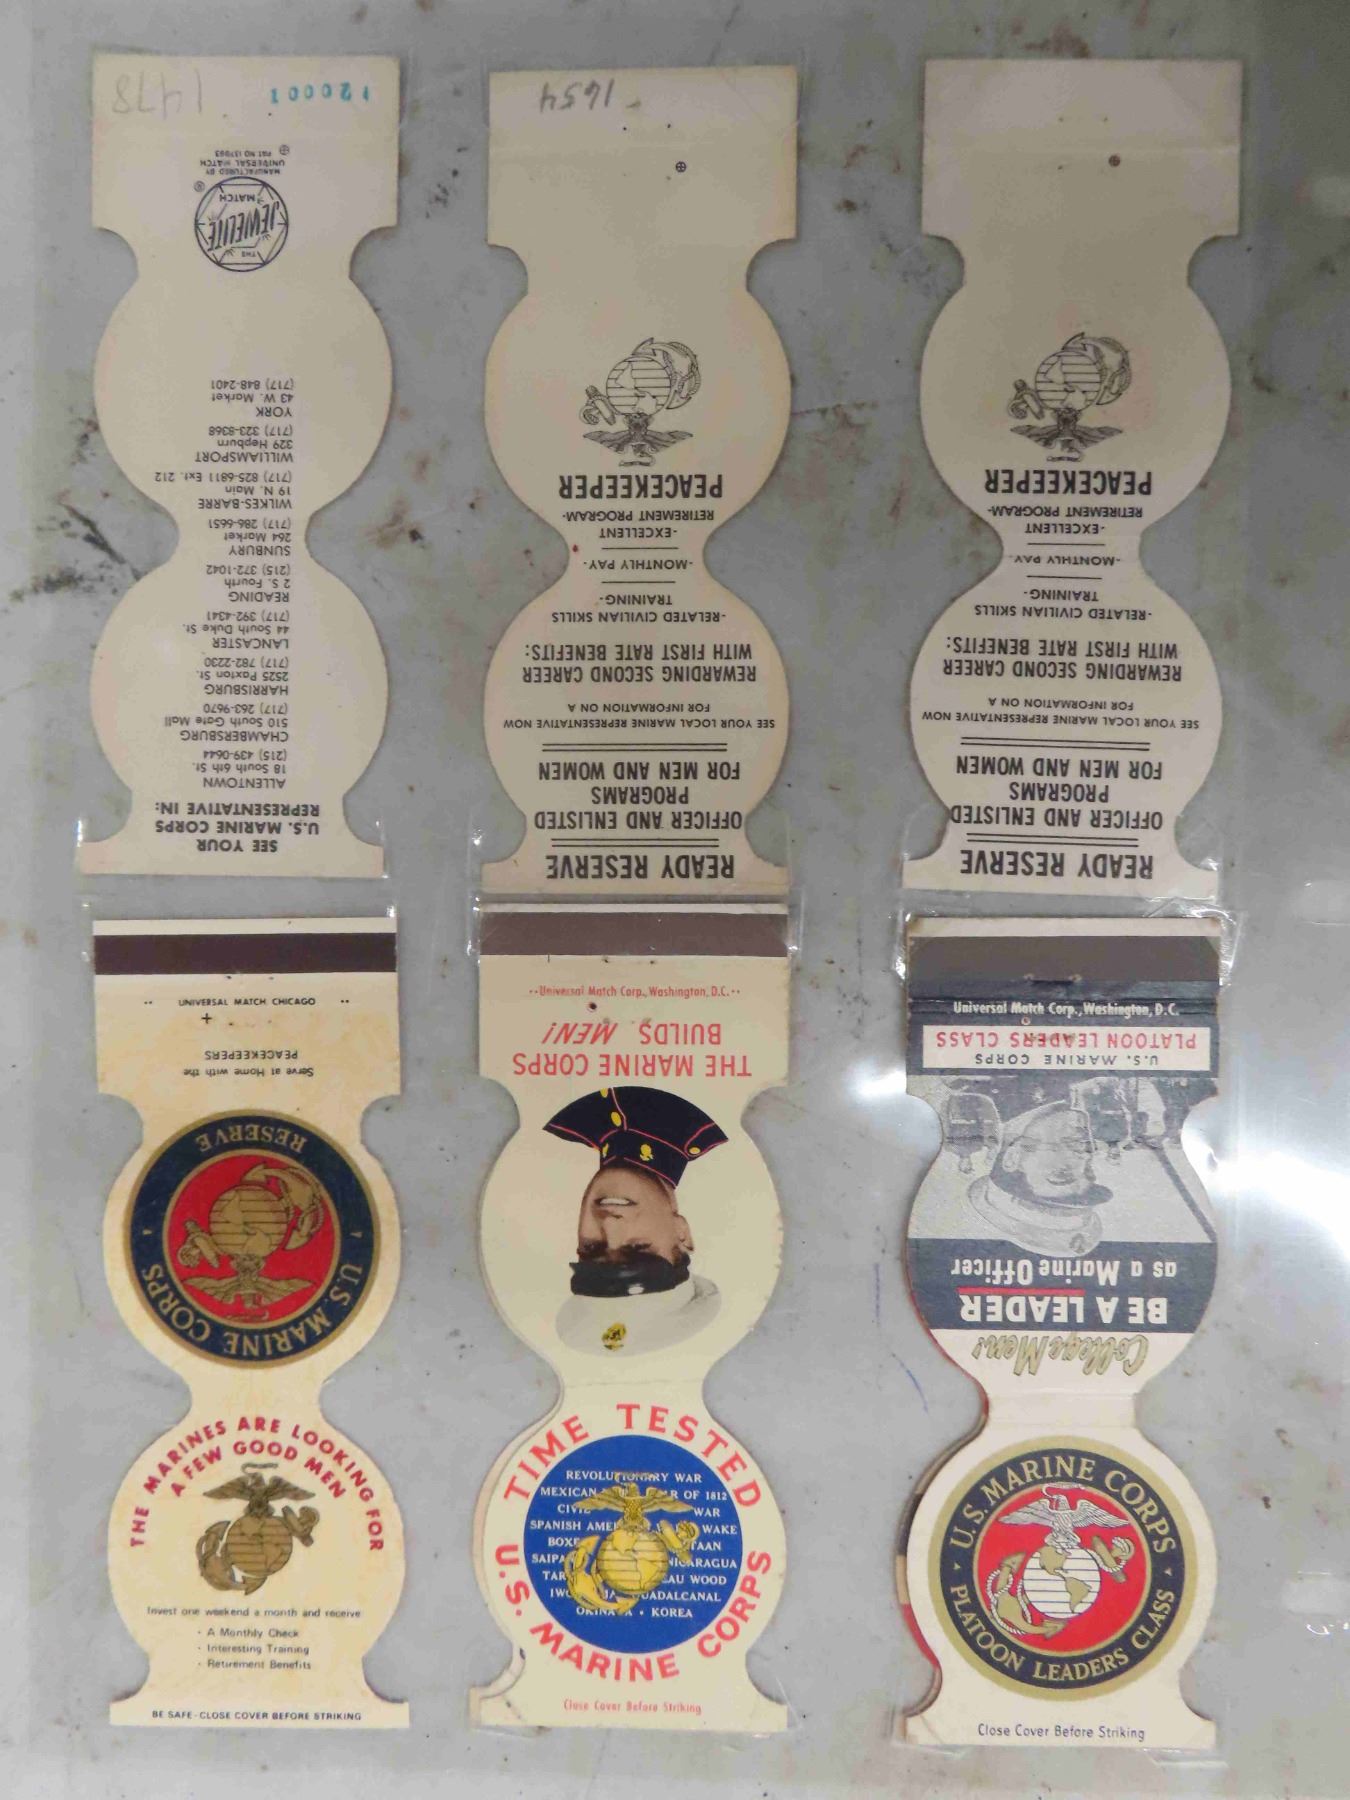 1478
120001
SEE YOUR
U.S. MARINE CORPS
REPRESENTATIVE IN:
ALLENTOWN
18 South 6th St.
(215) 439-0644
CHAMBERSBURG
510 South Gate Mall
(717) 263-9670
HARRISBURG
2525 Paxton St.
(717) 782-2230
LANCASTER
44 South Duke St.
(717) 392-4341
READING
2 S. Fourth
(215) 372-1042
SUNBURY
264 Market
(717) 286-6651
WILKES-BARRE
19 N. Main
(717) 825-6811 Ext. 212
WILLIAMSPORT
329 Hepburn
(717) 323-8368
YORK
43 W. Market
(717) 848-2401
THE
JEWELITE
MATCH
®
MANUFACTURED BY
UNIVERSAL MATCH
PAT NO 137093
1654
READY RESERVE
OFFICER AND ENLISTED
PROGRAMS
FOR MEN AND WOMEN
SEE YOUR LOCAL MARINE REPRESENTATIVE NOW
FOR INFORMATION ON A
REWARDING SECOND CAREER
WITH FIRST RATE BENEFITS:
-RELATED CIVILIAN SKILLS
TRAINING-
-MONTHLY PAY-
-EXCELLENT
RETIREMENT PROGRAM-
PEACEKEEPER
READY RESERVE
OFFICER AND ENLISTED
PROGRAMS
FOR MEN AND WOMEN
SEE YOUR LOCAL MARINE REPRESENTATIVE NOW
FOR INFORMATION ON A
REWARDING SECOND CAREER
WITH FIRST RATE BENEFITS:
-RELATED CIVILIAN SKILLS
TRAINING-
-MONTHLY PAY-
-EXCELLENT
RETIREMENT PROGRAM-
PEACEKEEPER
•• UNIVERSAL MATCH CHICAGO ••
Serve at Home with the
PEACEKEEPERS
U.S. MARINE CORPS
RESERVE
THE MARINES ARE LOOKING FOR
A FEW GOOD MEN
Invest one weekend a month and receive
• A Monthly Check
• Interesting Training
• Retirement Benefits
BE SAFE - CLOSE COVER BEFORE STRIKING
••Universal Match Corp., Washington, D.C.••
THE MARINE CORPS
BUILDS MEN!
TIME TESTED
REVOLUTIONARY WAR
MEXICAN R OF 1812
CIVIL WAR
SPANISH AMER WAKE
BOXE TAAN
SAIPA NICARAGUA
TAR EAU WOOD
IWO JIMA GUADALCANAL
OKINAWA • KOREA
U.S. MARINE CORPS
Close Cover Before Striking
Universal Match Corp., Washington, D.C.
U.S. MARINE CORPS
PLATOON LEADERS CLASS
College Men!
BE A LEADER
as a Marine Officer
U.S. MARINE CORPS
PLATOON LEADERS CLASS
Close Cover Before Striking